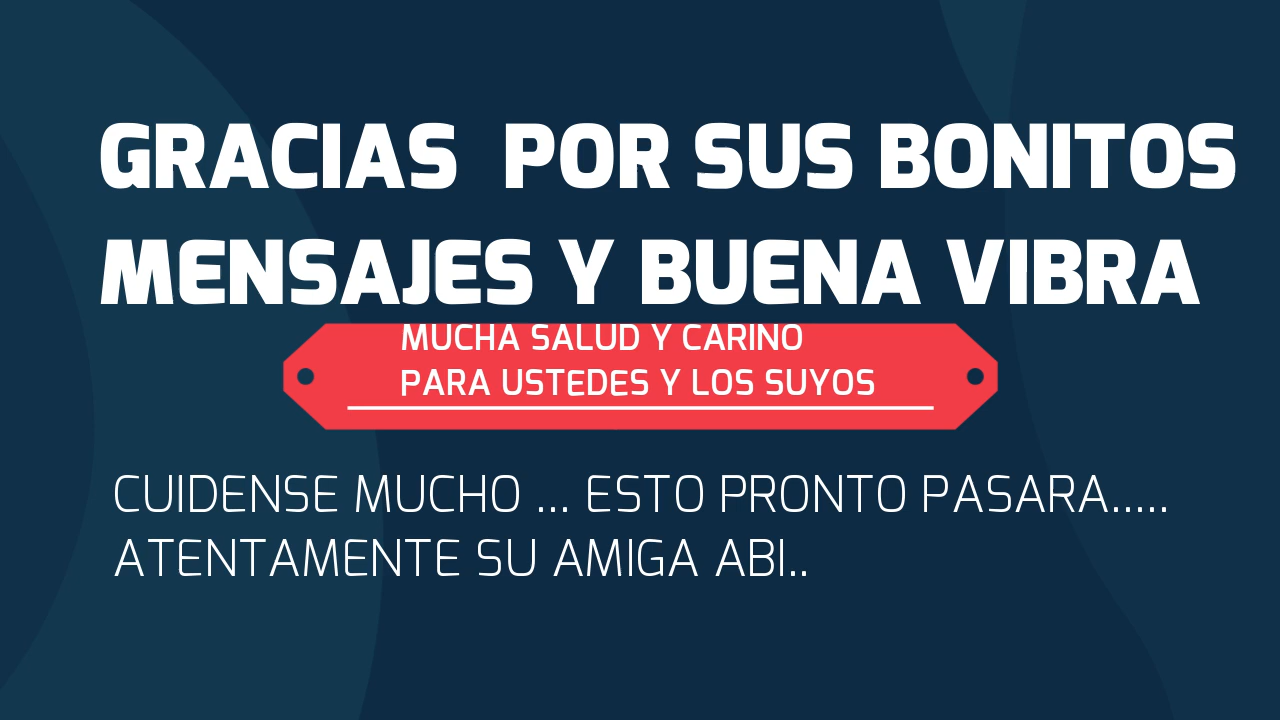 GRACIAS  POR SUS BONITOS
MENSAJES Y BUENA VIBRA
MUCHA SALUD Y CARINO
PARA USTEDES Y LOS SUYOS
CUIDENSE MUCHO ... ESTO PRONTO PASARA.....
ATENTAMENTE SU AMIGA ABI..